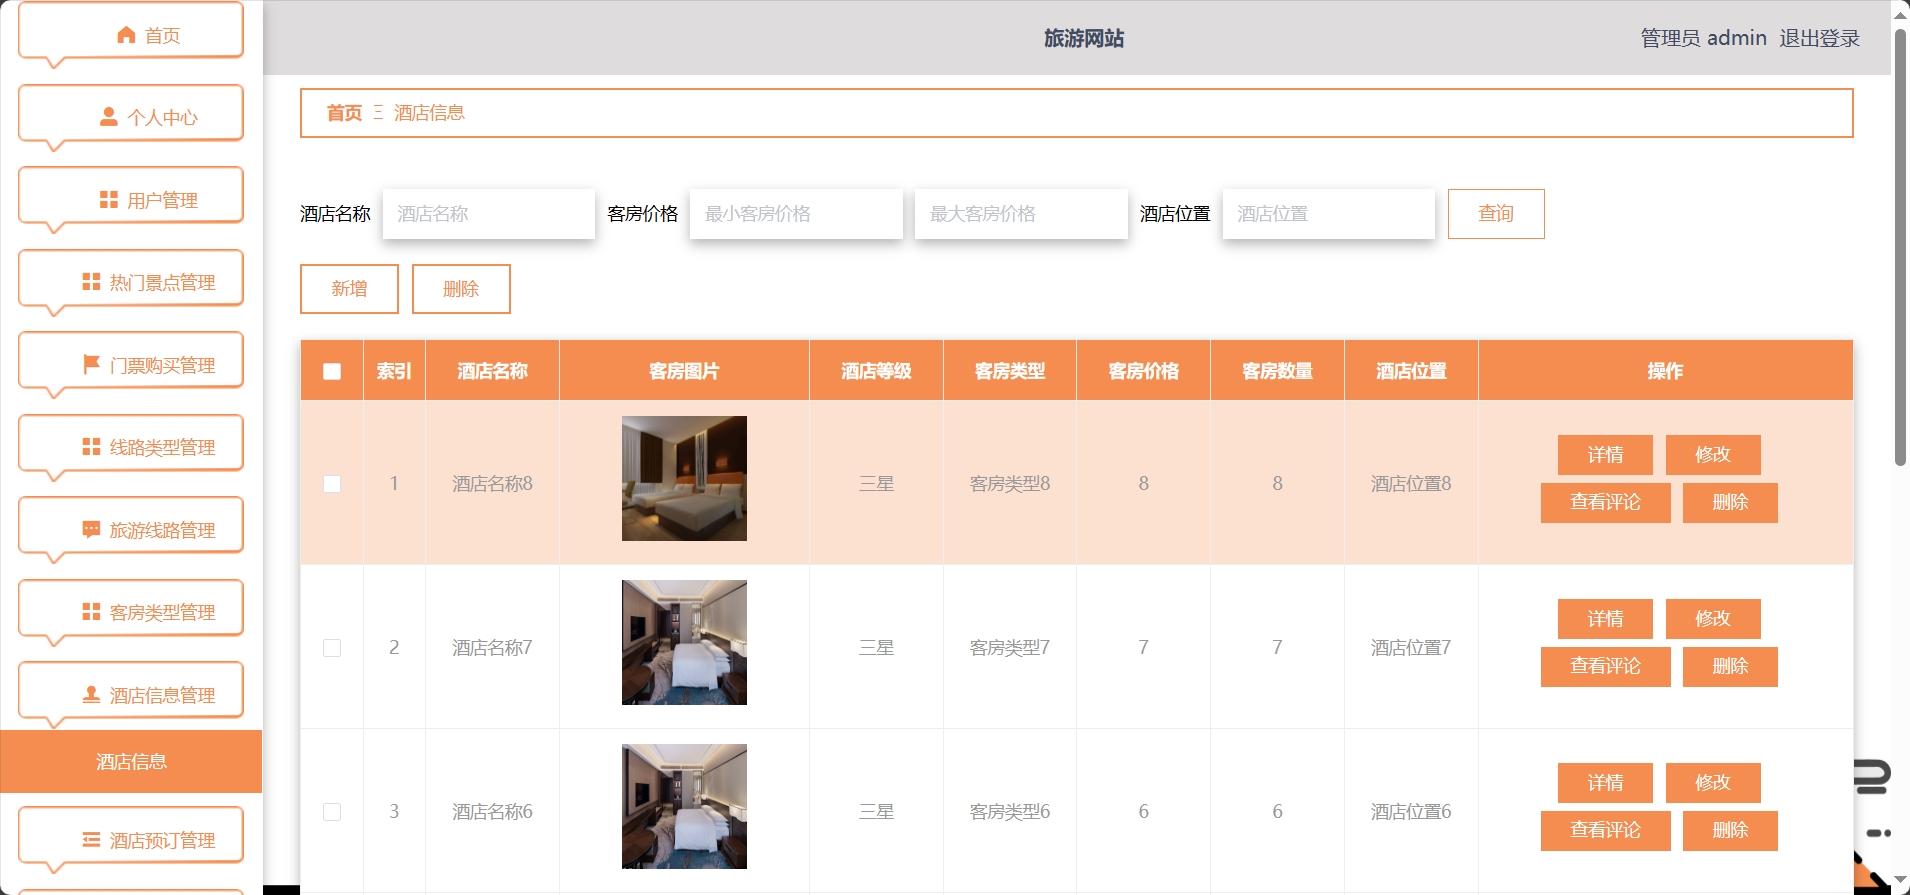 首页
个人中心
用户管理
热门景点管理
门票购买管理
线路类型管理
旅游线路管理
客房类型管理
酒店信息管理
酒店信息
酒店预订管理
旅游网站
管理员 admin 退出登录
首页 酒店信息
酒店名称 酒店名称 客房价格 最小客房价格 最大客房价格 酒店位置 酒店位置 查询
新增 删除
索引 酒店名称 客房图片 酒店等级 客房类型 客房价格 客房数量 酒店位置 操作
1 酒店名称8 三星 客房类型8 8 8 酒店位置8 详情 修改
查看评论 删除
2 酒店名称7 三星 客房类型7 7 7 酒店位置7 详情 修改
查看评论 删除
3 酒店名称6 三星 客房类型6 6 6 酒店位置6 详情 修改
查看评论 删除